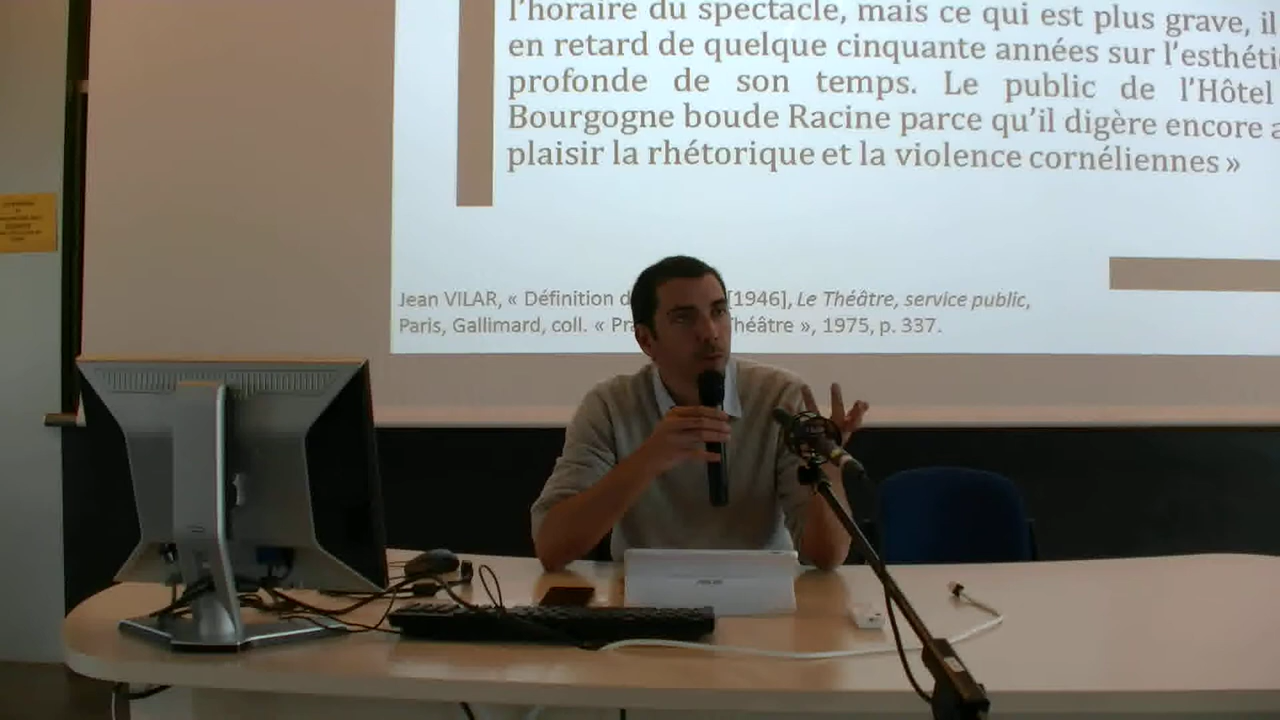 l'horaire du spectacle, mais ce qui est plus grave, il
en retard de quelque cinquante années sur l'esthéti
profonde de son temps. Le public de l'Hôtel
Bourgogne boude Racine parce qu'il digère encore a
plaisir la rhétorique et la violence cornéliennes »
Jean VILAR, « Définition d [1946], Le Théâtre, service public,
Paris, Gallimard, coll. « Pra héâtre », 1975, p. 337.
ASUS